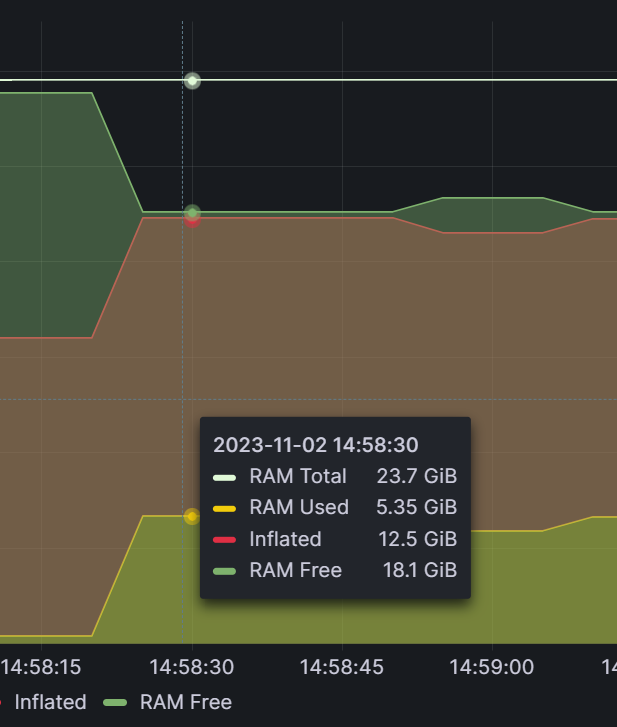 2023-11-02 14:58:30
RAM Total 23.7 GiB
RAM Used 5.35 GiB
Inflated 12.5 GiB
RAM Free 18.1 GiB
14:58:15 14:58:30 14:58:45 14:59:00 14
Inflated RAM Free